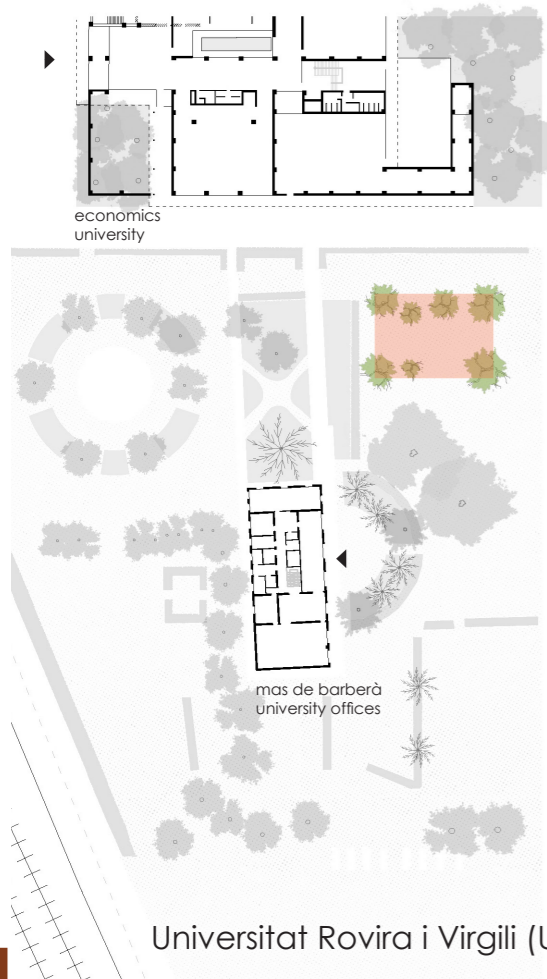 economics
university
mas de barberà
university offices
Universitat Rovira i Virgili (U